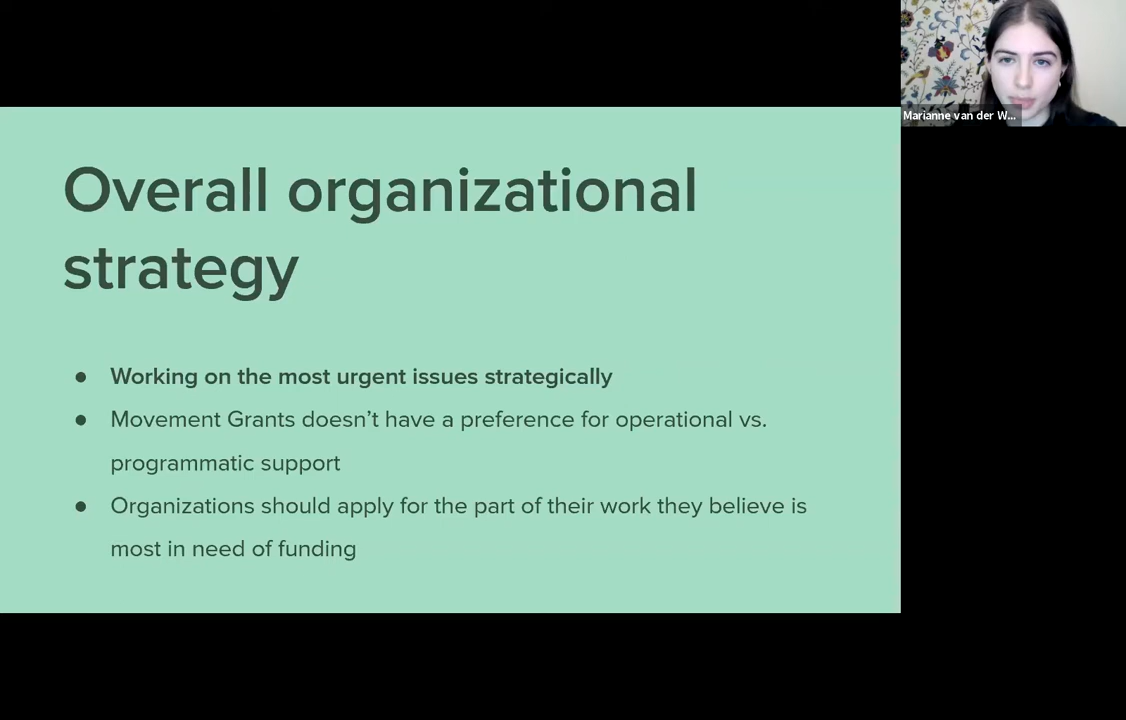 Marianne van der W...
Overall organizational
strategy
● Working on the most urgent issues strategically
● Movement Grants doesn’t have a preference for operational vs.
programmatic support
● Organizations should apply for the part of their work they believe is
most in need of funding